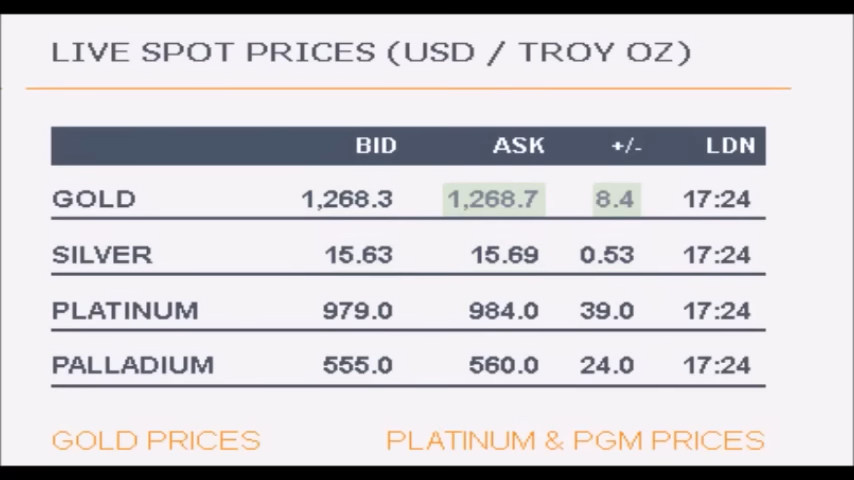 LIVE SPOT PRICES (USD / TROY OZ)
BID ASK +/- LDN
GOLD 1,268.3 1,268.7 8.4 17:24
SILVER 15.63 15.69 0.53 17:24
PLATINUM 979.0 984.0 39.0 17:24
PALLADIUM 555.0 560.0 24.0 17:24
GOLD PRICES PLATINUM & PGM PRICES